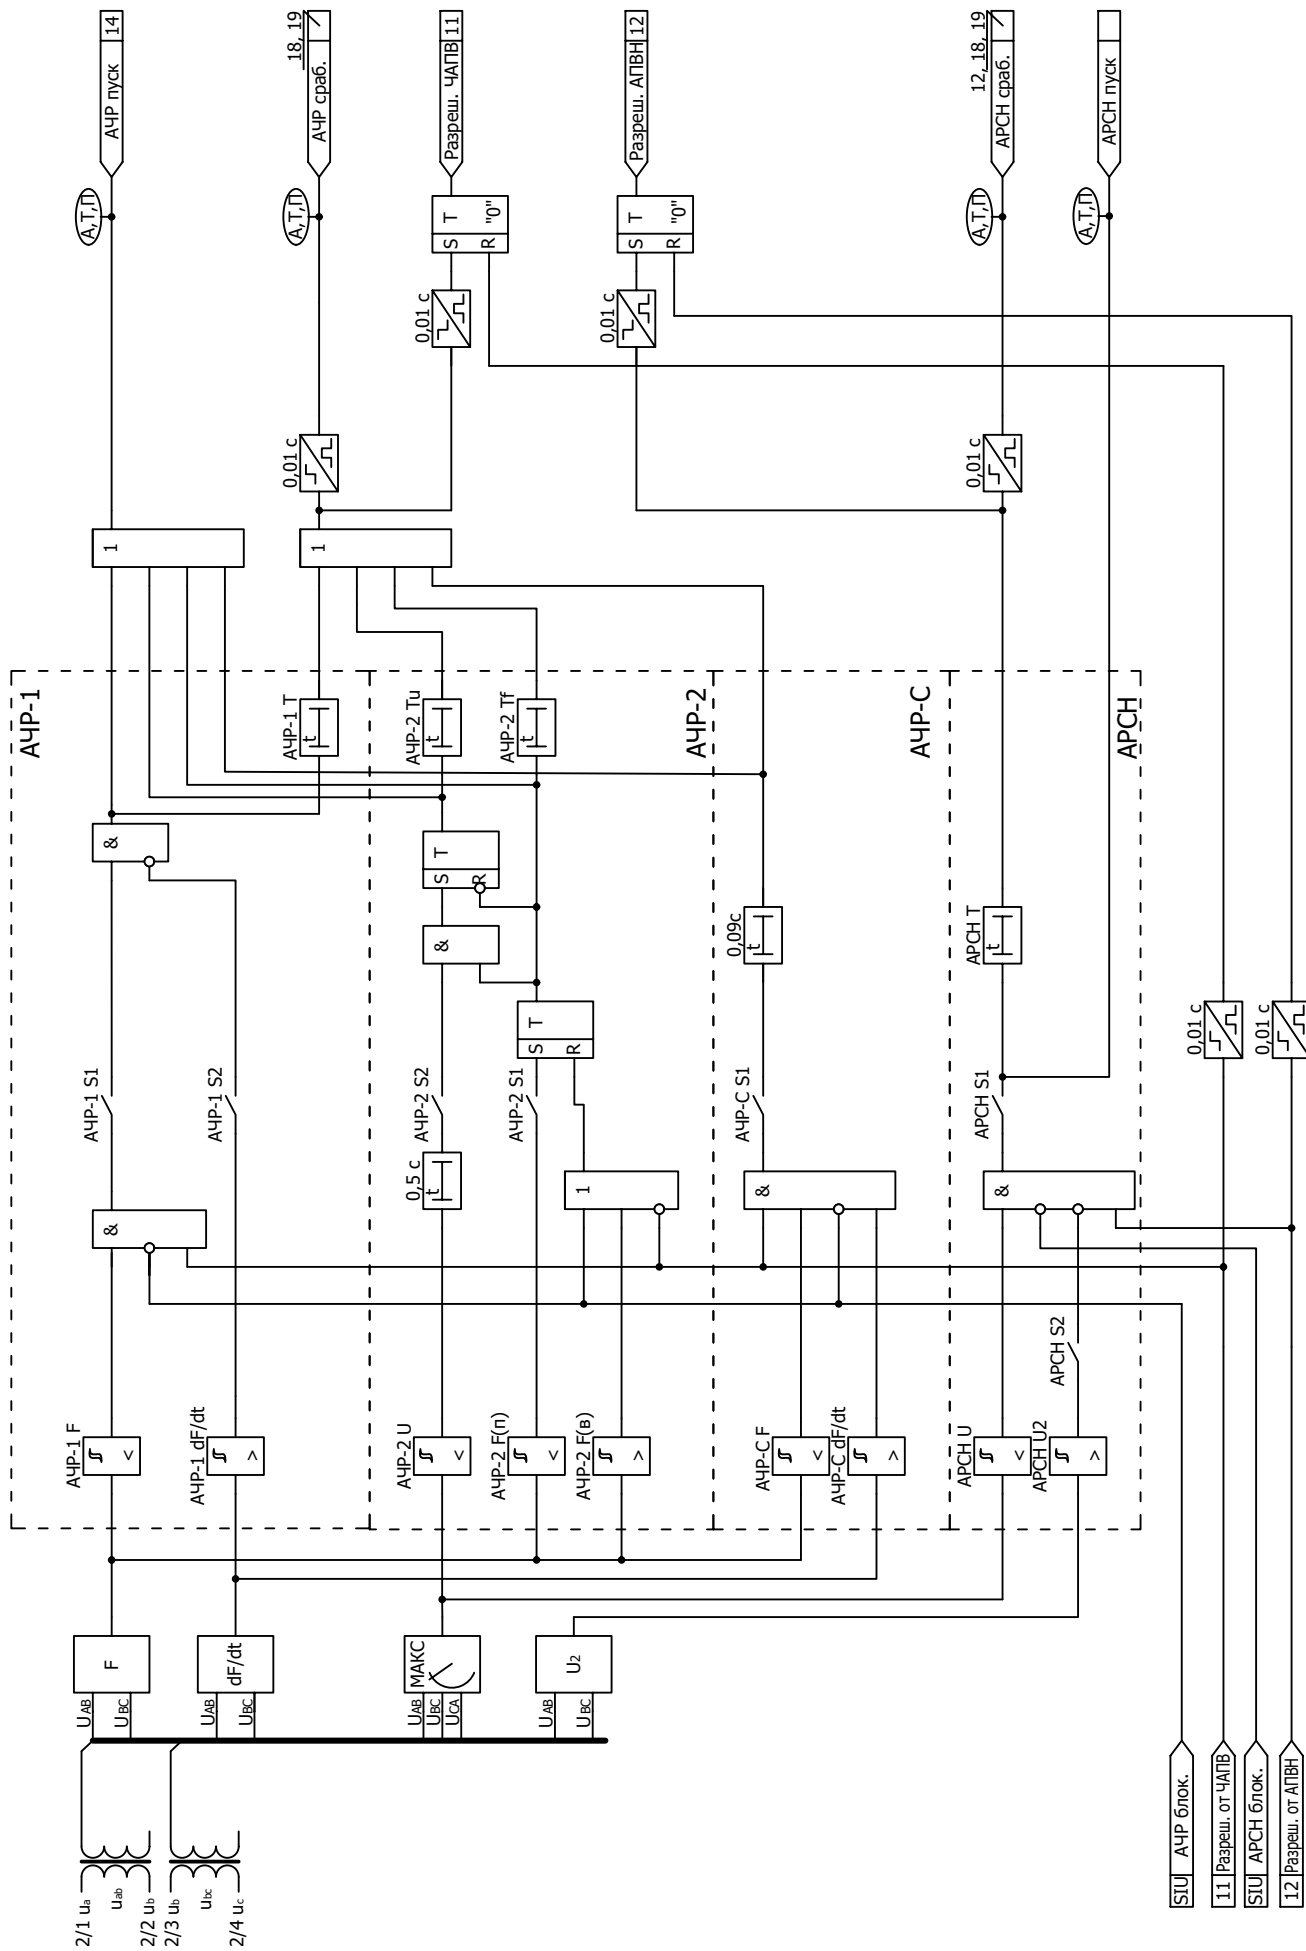 2/1 ua
uab
2/2 ub
2/3 ub
ubc
2/4 uc
UAB
UBC
F
UAB
UBC
dF/dt
UAB
UBC
UCA
МАКС
UAB
UBC
U2
АЧР-1
АЧР-1 F
<
АЧР-1 dF/dt
>
&
АЧР-1 S1
АЧР-1 S2
&
АЧР-1 T
t
АЧР-2
АЧР-2 U
<
АЧР-2 F(п)
<
АЧР-2 F(в)
>
0,5 с
t
1
АЧР-2 S2
АЧР-2 S1
S T
R
&
S T
R
АЧР-2 Tu
t
АЧР-2 Tf
t
АЧР-С
АЧР-С F
<
АЧР-С dF/dt
>
&
АЧР-С S1
0,09с
t
АРСН
АРСН U
<
АРСН U2
>
АРСН S2
&
АРСН S1
АРСН T
t
1
1
0,01 с
0,01 с
0,01 с
0,01 с
0,01 с
0,01 с
S T
R "0"
S T
R "0"
А,Т,П
А,Т,П
А,Т,П
А,Т,П
АЧР пуск 14
АЧР сраб.
18, 19
Разреш. ЧАПВ 11
Разреш. АПВН 12
АРСН сраб.
12, 18, 19
АРСН пуск
SIU АЧР блок.
11 Разреш. от ЧАПВ
SIU АРСН блок.
12 Разреш. от АПВН